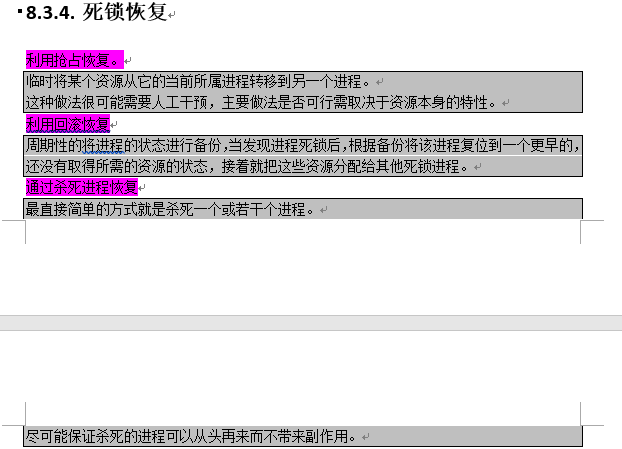 8.3.4. 死锁恢复
利用抢占恢复。
临时将某个资源从它的当前所属进程转移到另一个进程。
这种做法很可能需要人工干预，主要做法是否可行需取决于资源本身的特性。
利用回滚恢复
周期性的将进程的状态进行备份，当发现进程死锁后，根据备份将该进程复位到一个更早的，
还没有取得所需的资源的状态，接着就把这些资源分配给其他死锁进程。
通过杀死进程恢复
最直接简单的方式就是杀死一个或若干个进程。
尽可能保证杀死的进程可以从头再来而不带来副作用。